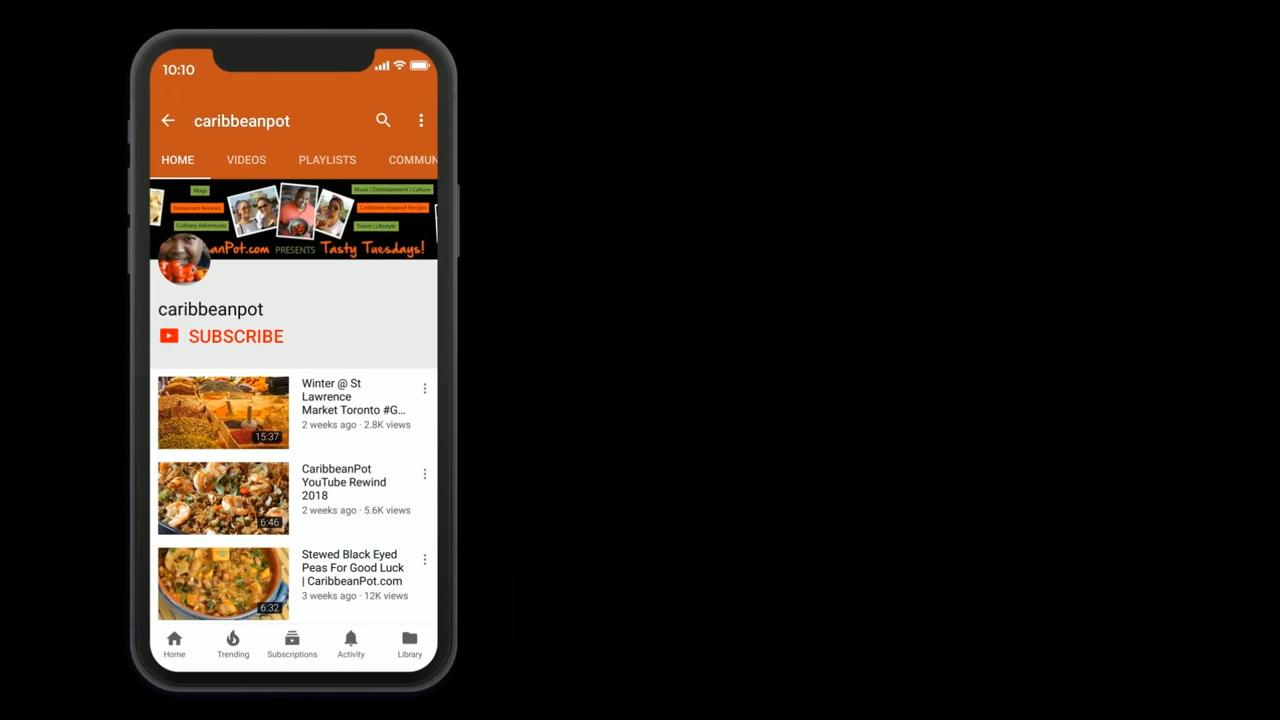 10:10
caribbeanpot
HOME VIDEOS PLAYLISTS COMMUN
Vlogs
Music | Entertainment | Culture
Restaurant Reviews
Caribbean Inspired Recipes
Culinary Adventures
Travel | Lifestyle
anPot.com PRESENTS Tasty Tuesdays!
caribbeanpot
SUBSCRIBE
Winter @ St
Lawrence
Market Toronto #G...
2 weeks ago · 2.8K views
15:37
CaribbeanPot
YouTube Rewind
2018
2 weeks ago · 5.6K views
6:46
Stewed Black Eyed
Peas For Good Luck
| CaribbeanPot.com
3 weeks ago · 12K views
6:32
Home Trending Subscriptions Activity Library